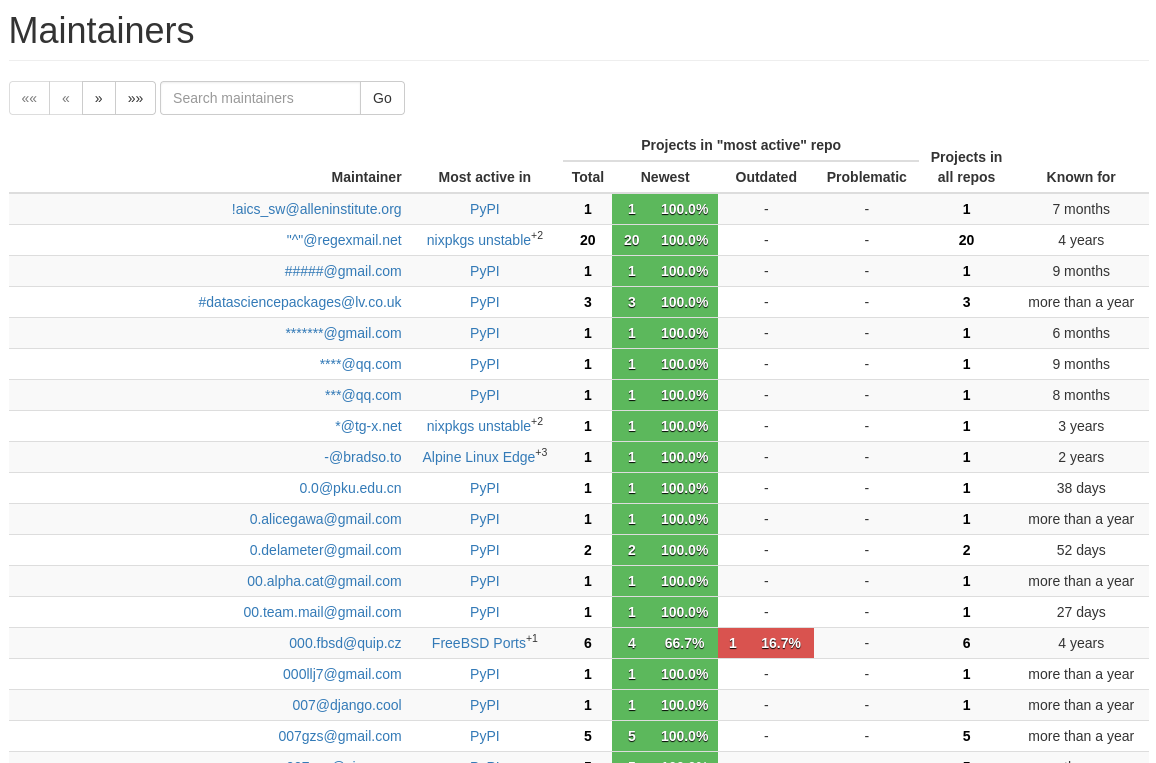 Maintainers
«« « » »» Search maintainers Go
Projects in "most active" repo
Projects in all repos
Maintainer Most active in Total Newest Outdated Problematic Known for
!aics_sw@alleninstitute.org PyPI 1 1 100.0% - - 1 7 months
"^"@regexmail.net nixpkgs unstable+2 20 20 100.0% - - 20 4 years
#####@gmail.com PyPI 1 1 100.0% - - 1 9 months
#datasciencepackages@lv.co.uk PyPI 3 3 100.0% - - 3 more than a year
*******@gmail.com PyPI 1 1 100.0% - - 1 6 months
****@qq.com PyPI 1 1 100.0% - - 1 9 months
***@qq.com PyPI 1 1 100.0% - - 1 8 months
*@tg-x.net nixpkgs unstable+2 1 1 100.0% - - 1 3 years
-@bradso.to Alpine Linux Edge+3 1 1 100.0% - - 1 2 years
0.0@pku.edu.cn PyPI 1 1 100.0% - - 1 38 days
0.alicegawa@gmail.com PyPI 1 1 100.0% - - 1 more than a year
0.delameter@gmail.com PyPI 2 2 100.0% - - 2 52 days
00.alpha.cat@gmail.com PyPI 1 1 100.0% - - 1 more than a year
00.team.mail@gmail.com PyPI 1 1 100.0% - - 1 27 days
000.fbsd@quip.cz FreeBSD Ports+1 6 4 66.7% 1 16.7% - 6 4 years
000llj7@gmail.com PyPI 1 1 100.0% - - 1 more than a year
007@django.cool PyPI 1 1 100.0% - - 1 more than a year
007gzs@gmail.com PyPI 5 5 100.0% - - 5 more than a year